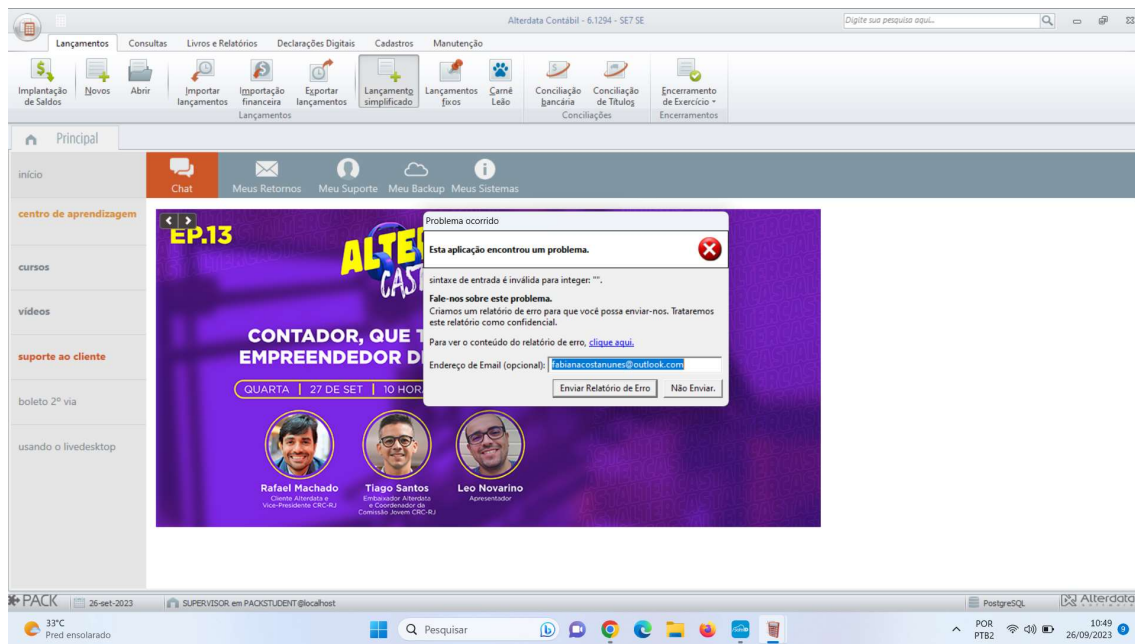 Alterdata Contábil - 6.1294 - SE7 SE
Digite sua pesquisa aqui...
Lançamentos Consultas Livros e Relatórios Declarações Digitais Cadastros Manutenção
Implantação de Saldos
Novos
Abrir
Importar lançamentos
Importação financeira
Exportar lançamentos
Lançamento simplificado
Lançamentos fixos
Carnê Leão
Conciliação bancária
Conciliação de Títulos
Encerramento de Exercício
Lançamentos Conciliações Encerramentos
Principal
início
centro de aprendizagem
cursos
vídeos
suporte ao cliente
boleto 2º via
usando o livedesktop
Chat Meus Retornos Meu Suporte Meu Backup Meus Sistemas
EP.13
ALTER
CAST
CONTADOR, QUE T
EMPREENDEDOR D
QUARTA | 27 DE SET | 10 HOR
Rafael Machado
Cliente Alterdata e
Vice-Presidente CRC-RJ
Tiago Santos
Embaixador Alterdata
e Coordenador da
Comissão Jovem CRC-RJ
Leo Novarino
Apresentador
Problema ocorrido
Esta aplicação encontrou um problema.
sintaxe de entrada é inválida para integer: "".
Fale-nos sobre este problema.
Criamos um relatório de erro para que você possa enviar-nos. Trataremos
este relatório como confidencial.
Para ver o conteúdo do relatório de erro, clique aqui.
Endereço de Email (opcional): fabianacostanunes@outlook.com
Enviar Relatório de Erro Não Enviar.
PACK 26-set-2023 SUPERVISOR em PACKSTUDENT@localhost PostgreSQL Alterdata
33°C
Pred ensolarado
Pesquisar
POR
PTB2
10:49
26/09/2023
9